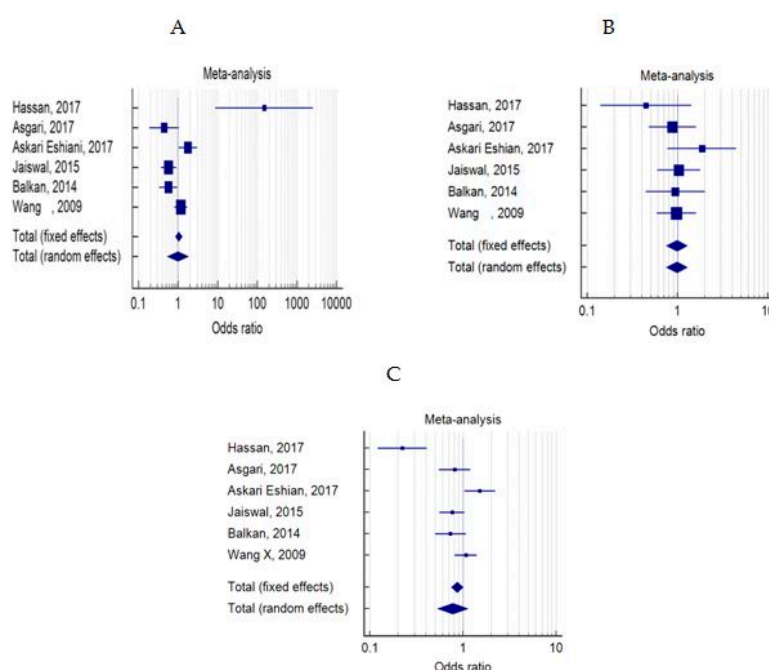 A
Meta-analysis
Hassan, 2017
Asgari, 2017
Askari Eshiani, 2017
Jaiswal, 2015
Balkan, 2014
Wang , 2009
Total (fixed effects)
Total (random effects)
0.1 1 10 100 1000 10000
Odds ratio
B
Meta-analysis
Hassan, 2017
Asgari, 2017
Askari Eshian, 2017
Jaiswal, 2015
Balkan, 2014
Wang , 2009
Total (fixed effects)
Total (random effects)
0.1 1 10
Odds ratio
C
Meta-analysis
Hassan, 2017
Asgari, 2017
Askari Eshian, 2017
Jaiswal, 2015
Balkan, 2014
Wang X, 2009
Total (fixed effects)
Total (random effects)
0.1 1 10
Odds ratio